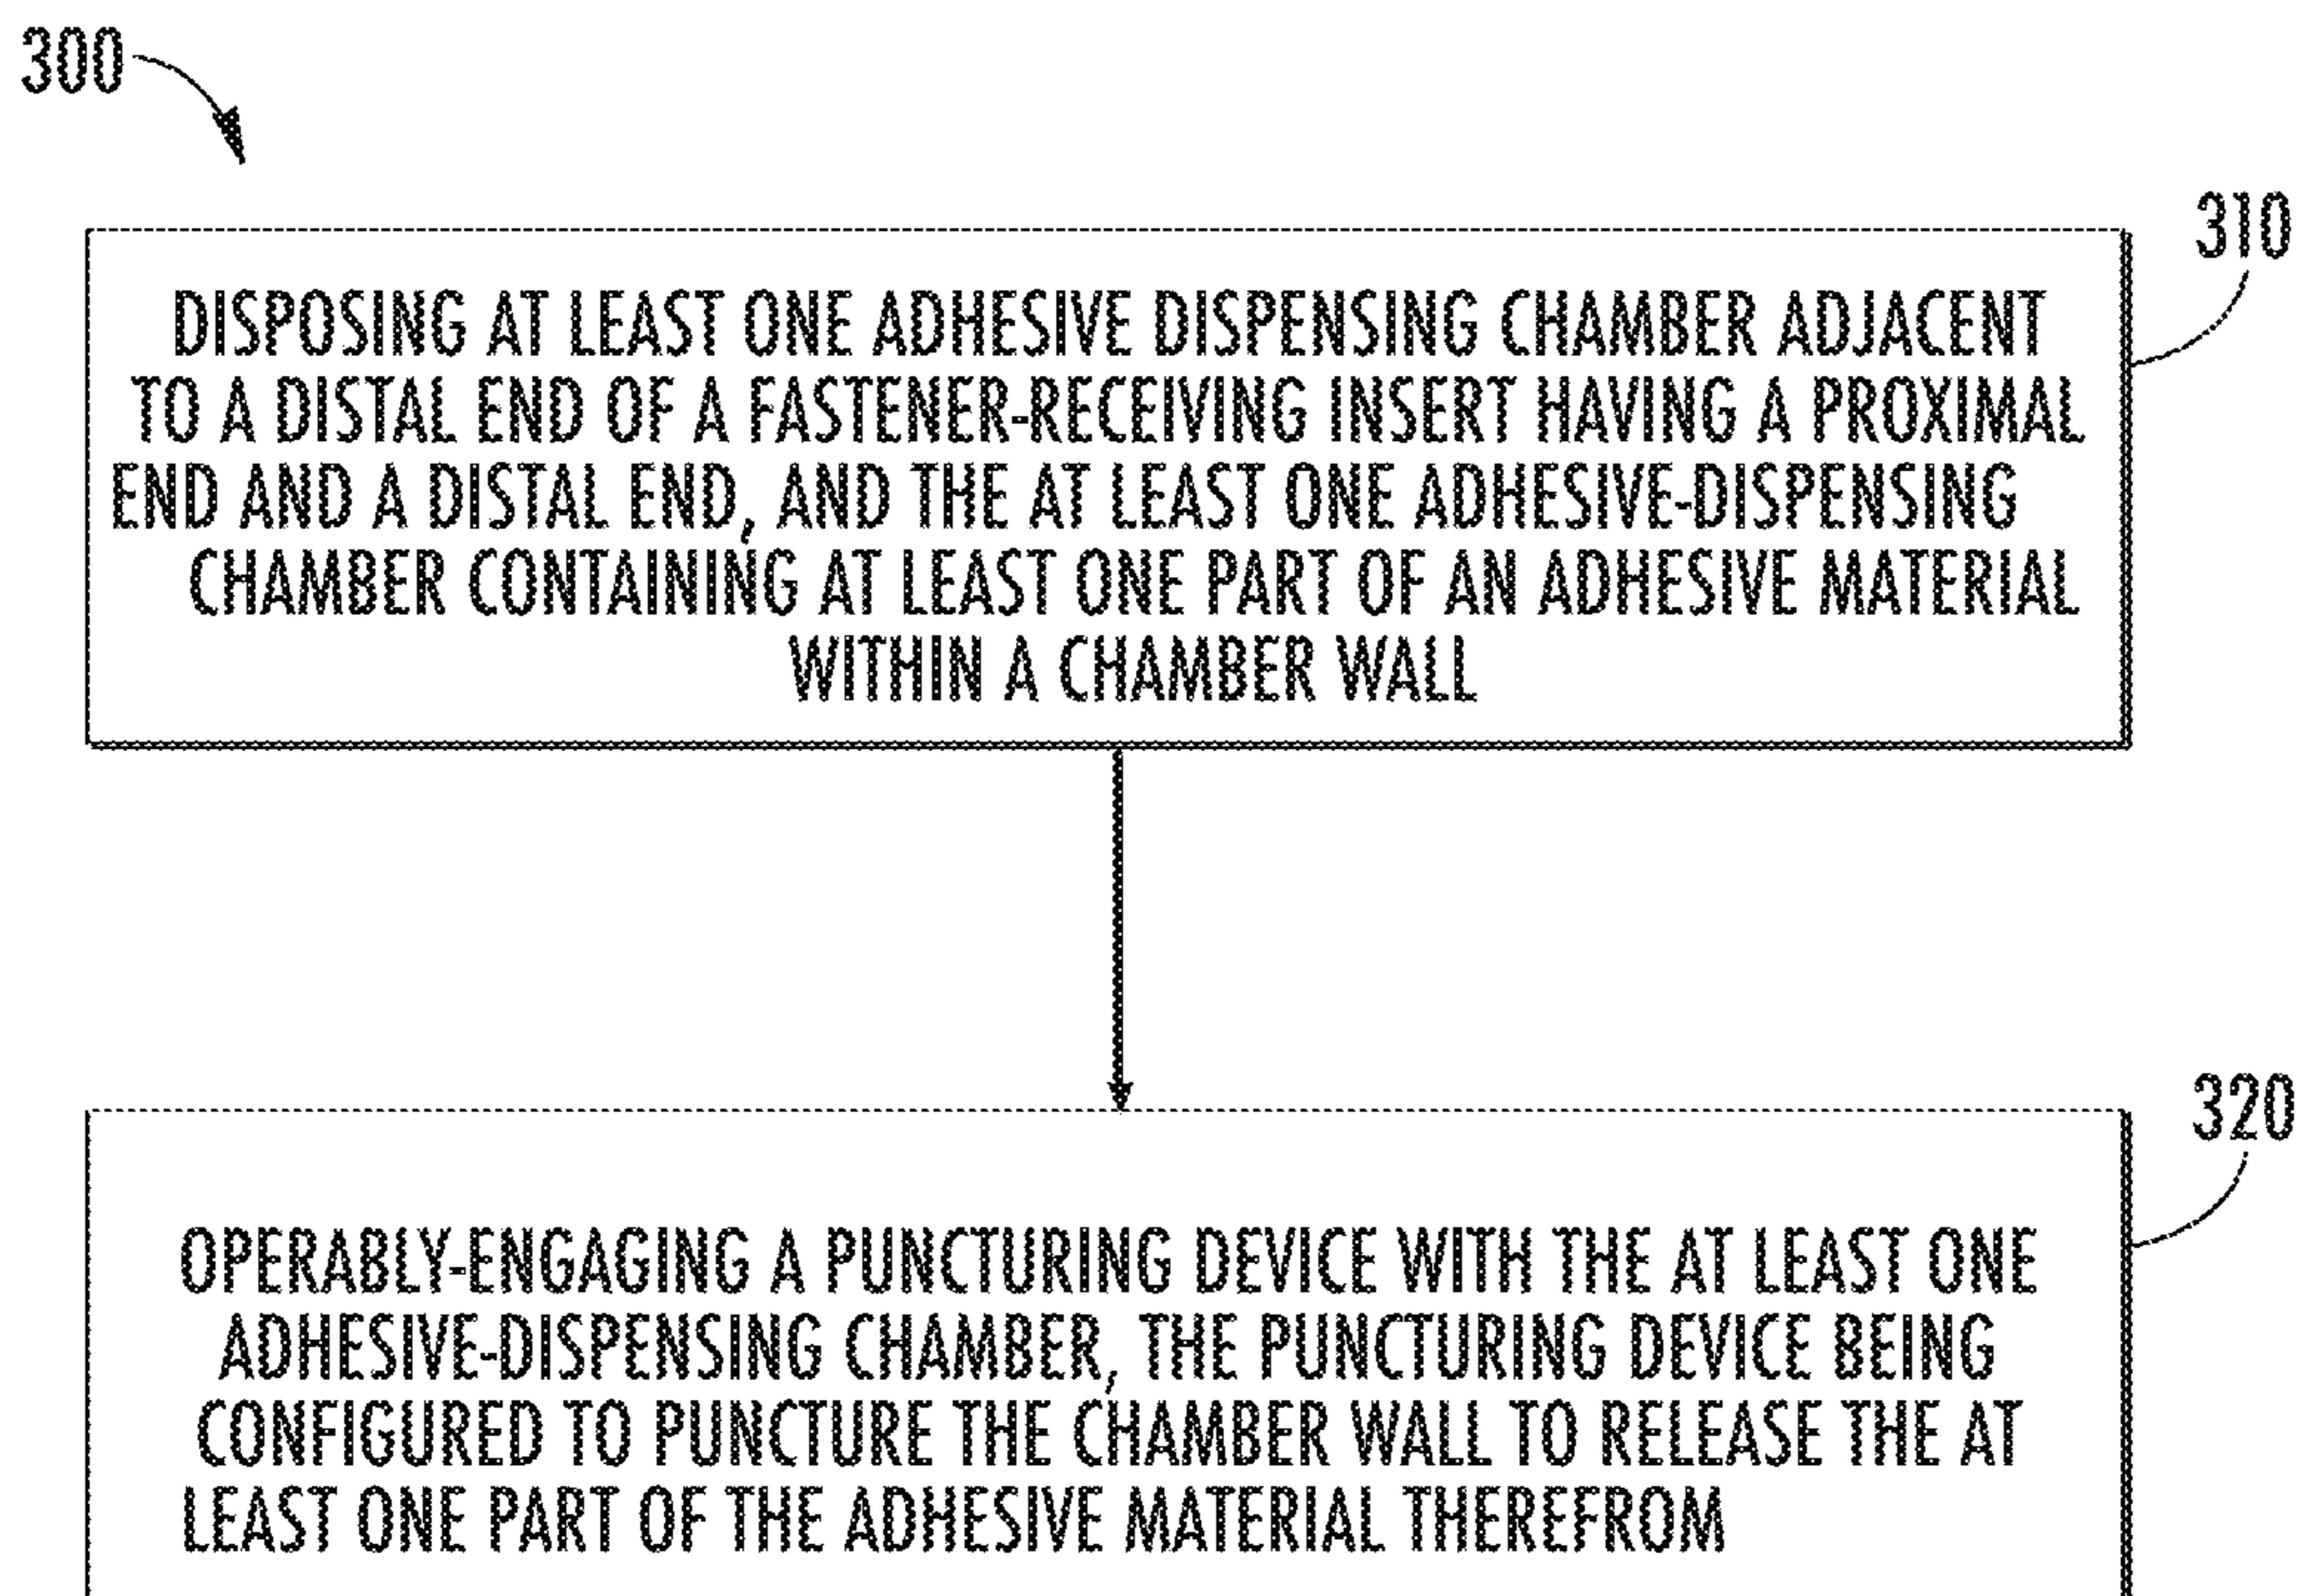 300
310
DISPOSING AT LEAST ONE ADHESIVE DISPENSING CHAMBER ADJACENT
TO A DISTAL END OF A FASTENER-RECEIVING INSERT HAVING A PROXIMAL
END AND A DISTAL END, AND THE AT LEAST ONE ADHESIVE-DISPENSING
CHAMBER CONTAINING AT LEAST ONE PART OF AN ADHESIVE MATERIAL
WITHIN A CHAMBER WALL
320
OPERABLY-ENGAGING A PUNCTURING DEVICE WITH THE AT LEAST ONE
ADHESIVE-DISPENSING CHAMBER, THE PUNCTURING DEVICE BEING
CONFIGURED TO PUNCTURE THE CHAMBER WALL TO RELEASE THE AT
LEAST ONE PART OF THE ADHESIVE MATERIAL THEREFROM